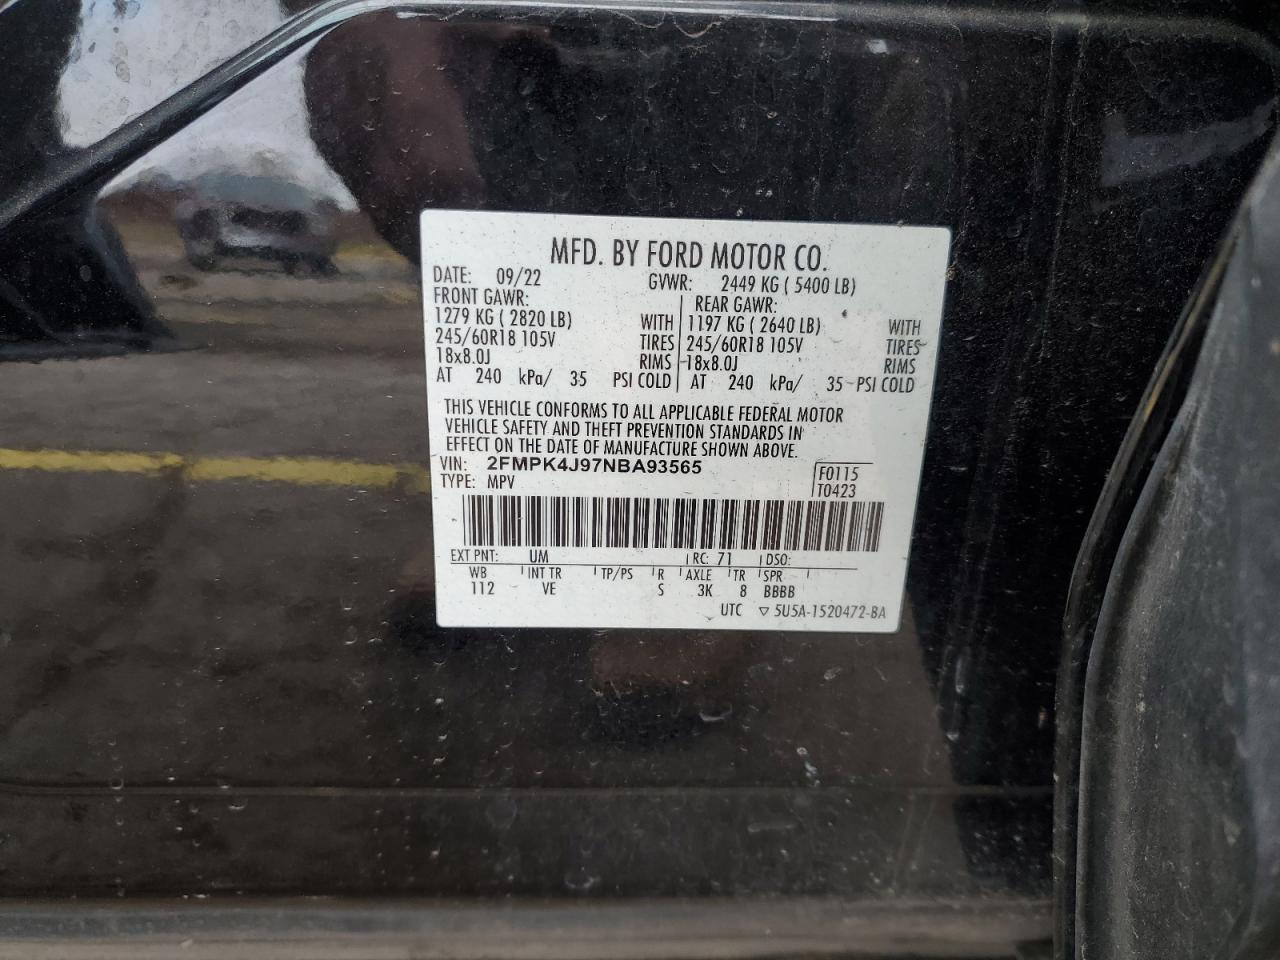 MFD. BY FORD MOTOR CO.
DATE: 09/22 GVWR: 2449 KG ( 5400 LB)
FRONT GAWR: REAR GAWR:
1279 KG ( 2820 LB) WITH 1197 KG ( 2640 LB) WITH
245/60R18 105V TIRES 245/60R18 105V TIRES
18x8.0J RIMS 18x8.0J RIMS
AT 240 kPa/ 35 PSI COLD AT 240 kPa/ 35 PSI COLD
THIS VEHICLE CONFORMS TO ALL APPLICABLE FEDERAL MOTOR
VEHICLE SAFETY AND THEFT PREVENTION STANDARDS IN
EFFECT ON THE DATE OF MANUFACTURE SHOWN ABOVE.
VIN: 2FMPK4J97NBA93565 F0115
TYPE: MPV T0423
EXT PNT: UM RC: 71 DSO:
WB INT TR TP/PS R AXLE TR SPR
112 VE S 3K 8 BBBB
UTC ▽ 5U5A-1520472-BA